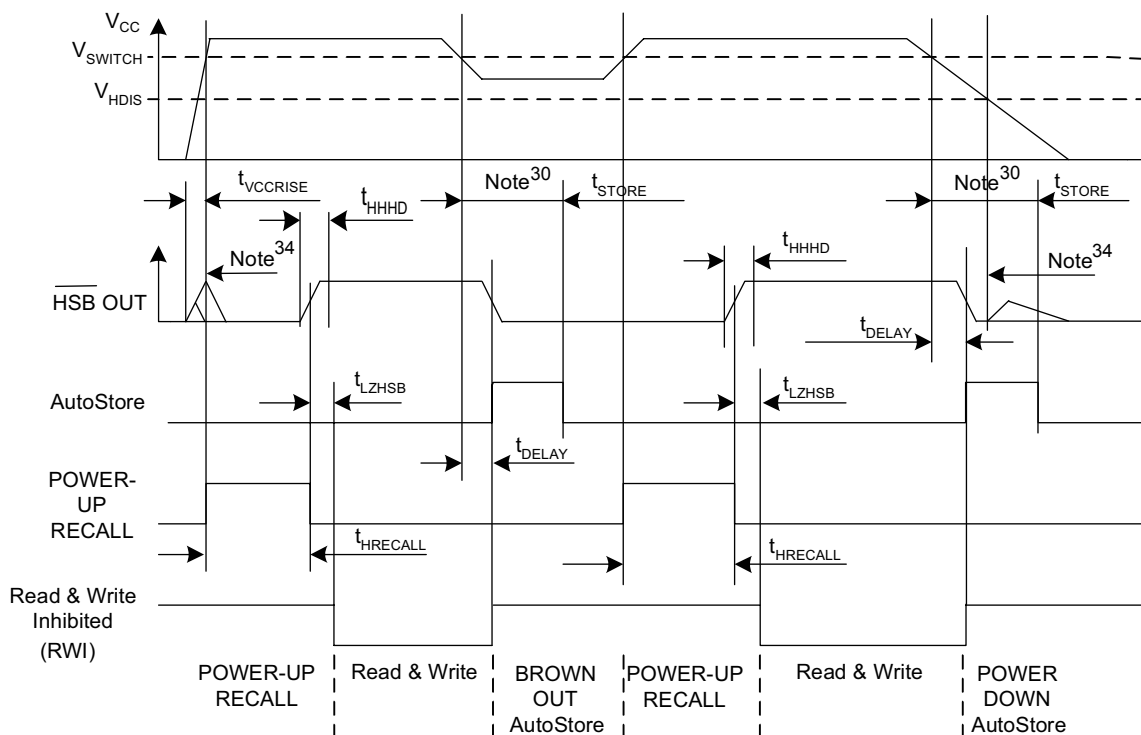 VCC
VSWITCH
VHDIS
tVCCRISE
tHHHD
Note30
tSTORE
Note30
tSTORE
Note34
tHHHD
Note34
HSB OUT
tDELAY
tLZHSB
tLZHSB
AutoStore
tDELAY
POWER-
UP
RECALL
tHRECALL
tHRECALL
Read & Write
Inhibited
(RWI)
POWER-UP
RECALL
Read & Write
BROWN
OUT
AutoStore
POWER-UP
RECALL
Read & Write
POWER
DOWN
AutoStore